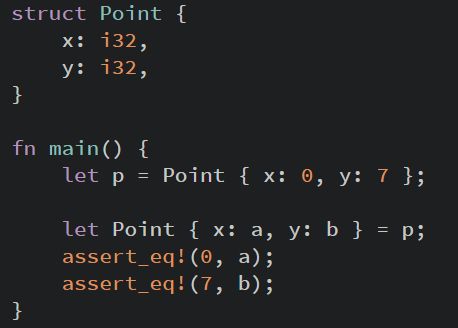 struct Point {
    x: i32,
    y: i32,
}

fn main() {
    let p = Point { x: 0, y: 7 };

    let Point { x: a, y: b } = p;
    assert_eq!(0, a);
    assert_eq!(7, b);
}